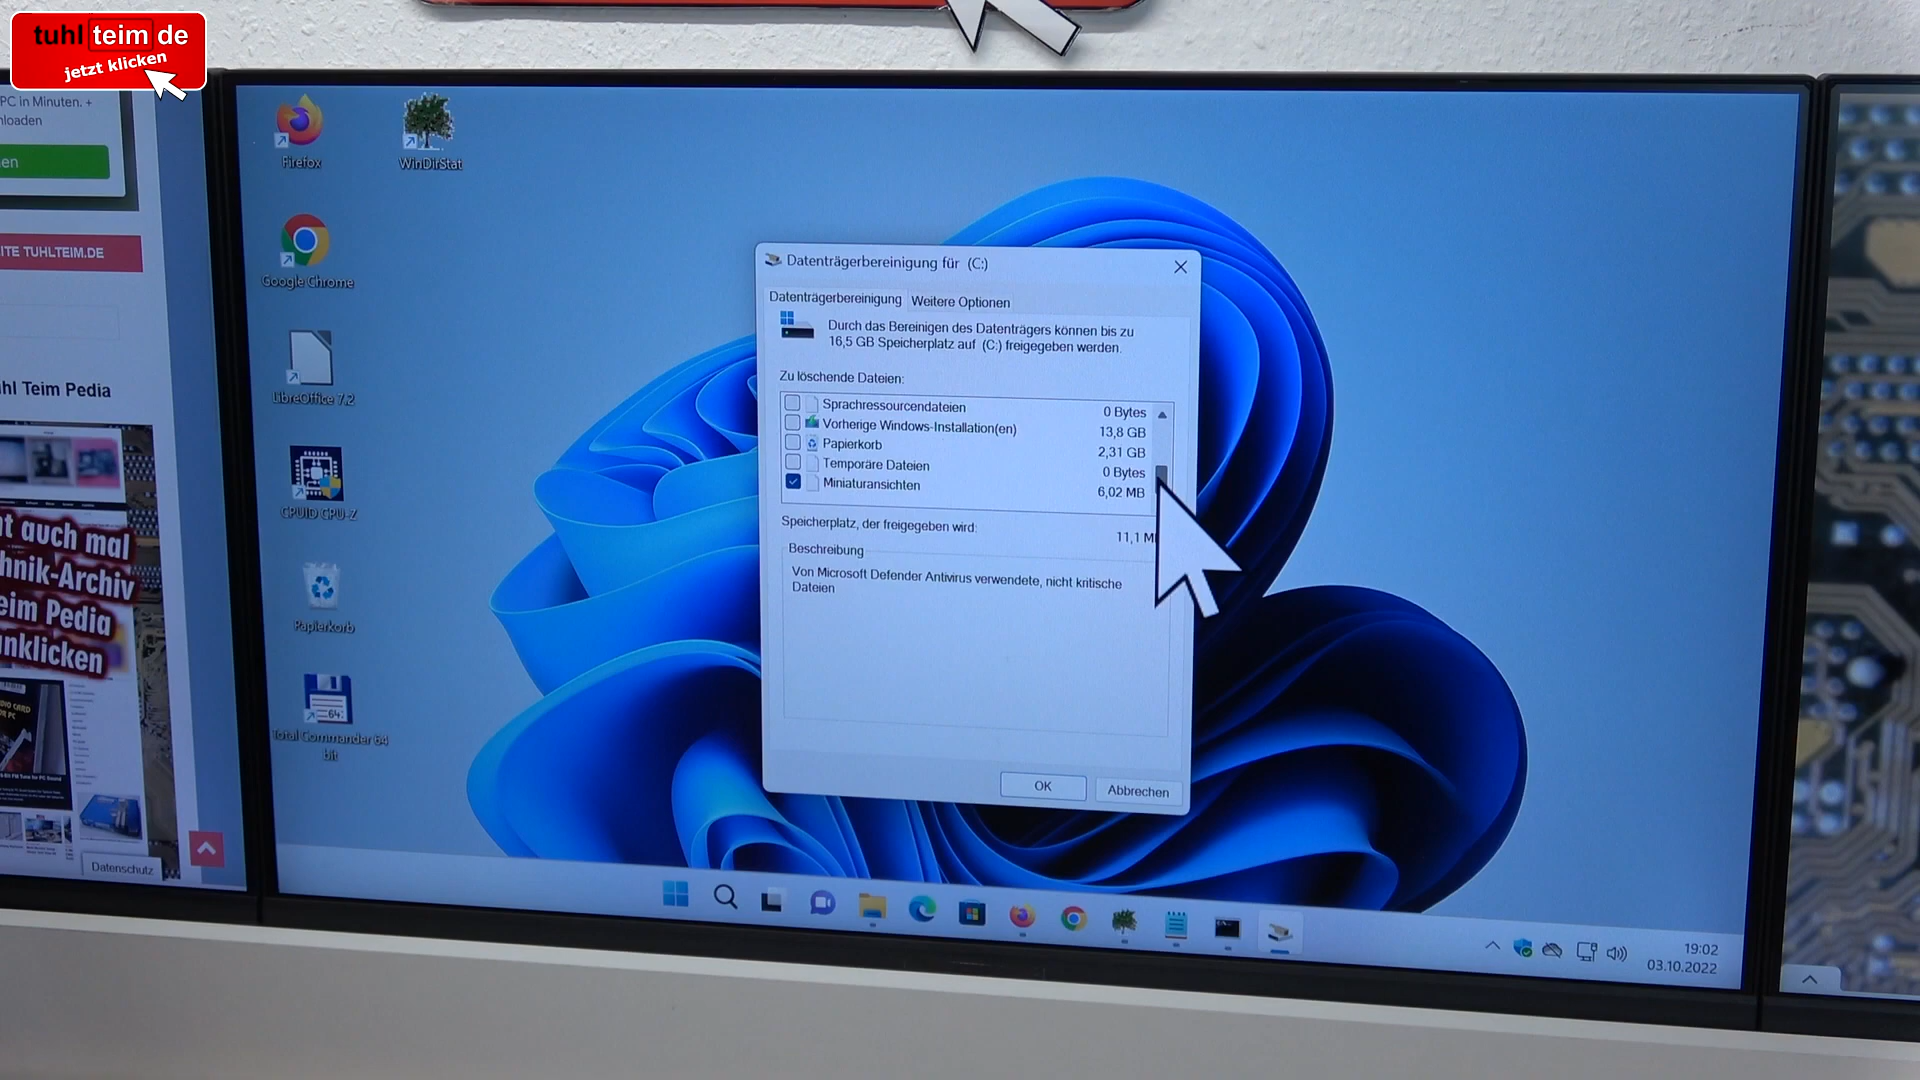 tuhl teim de
jetzt klicken
PC in Minuten. +
nloaden
en
ITE TUHLTEIM.DE
hl Teim Pedia
t auch mal
hnik-Archiv
eim Pedia
nklicken
Datenschutz
Firefox
WinDirStat
Google Chrome
LibreOffice 7.2
CPUID CPU-Z
Papierkorb
64
Total Commander 64
bit
Datenträgerbereinigung für (C:)
Datenträgerbereinigung Weitere Optionen
Durch das Bereinigen des Datenträgers können bis zu
16,5 GB Speicherplatz auf (C:) freigegeben werden.
Zu löschende Dateien:
Sprachressourcendateien 0 Bytes
Vorherige Windows-Installation(en) 13,8 GB
Papierkorb 2,31 GB
Temporäre Dateien 0 Bytes
Miniaturansichten 6,02 MB
Speicherplatz, der freigegeben wird: 11,1 M
Beschreibung
Von Microsoft Defender Antivirus verwendete, nicht kritische
Dateien
OK Abbrechen
19:02
03.10.2022